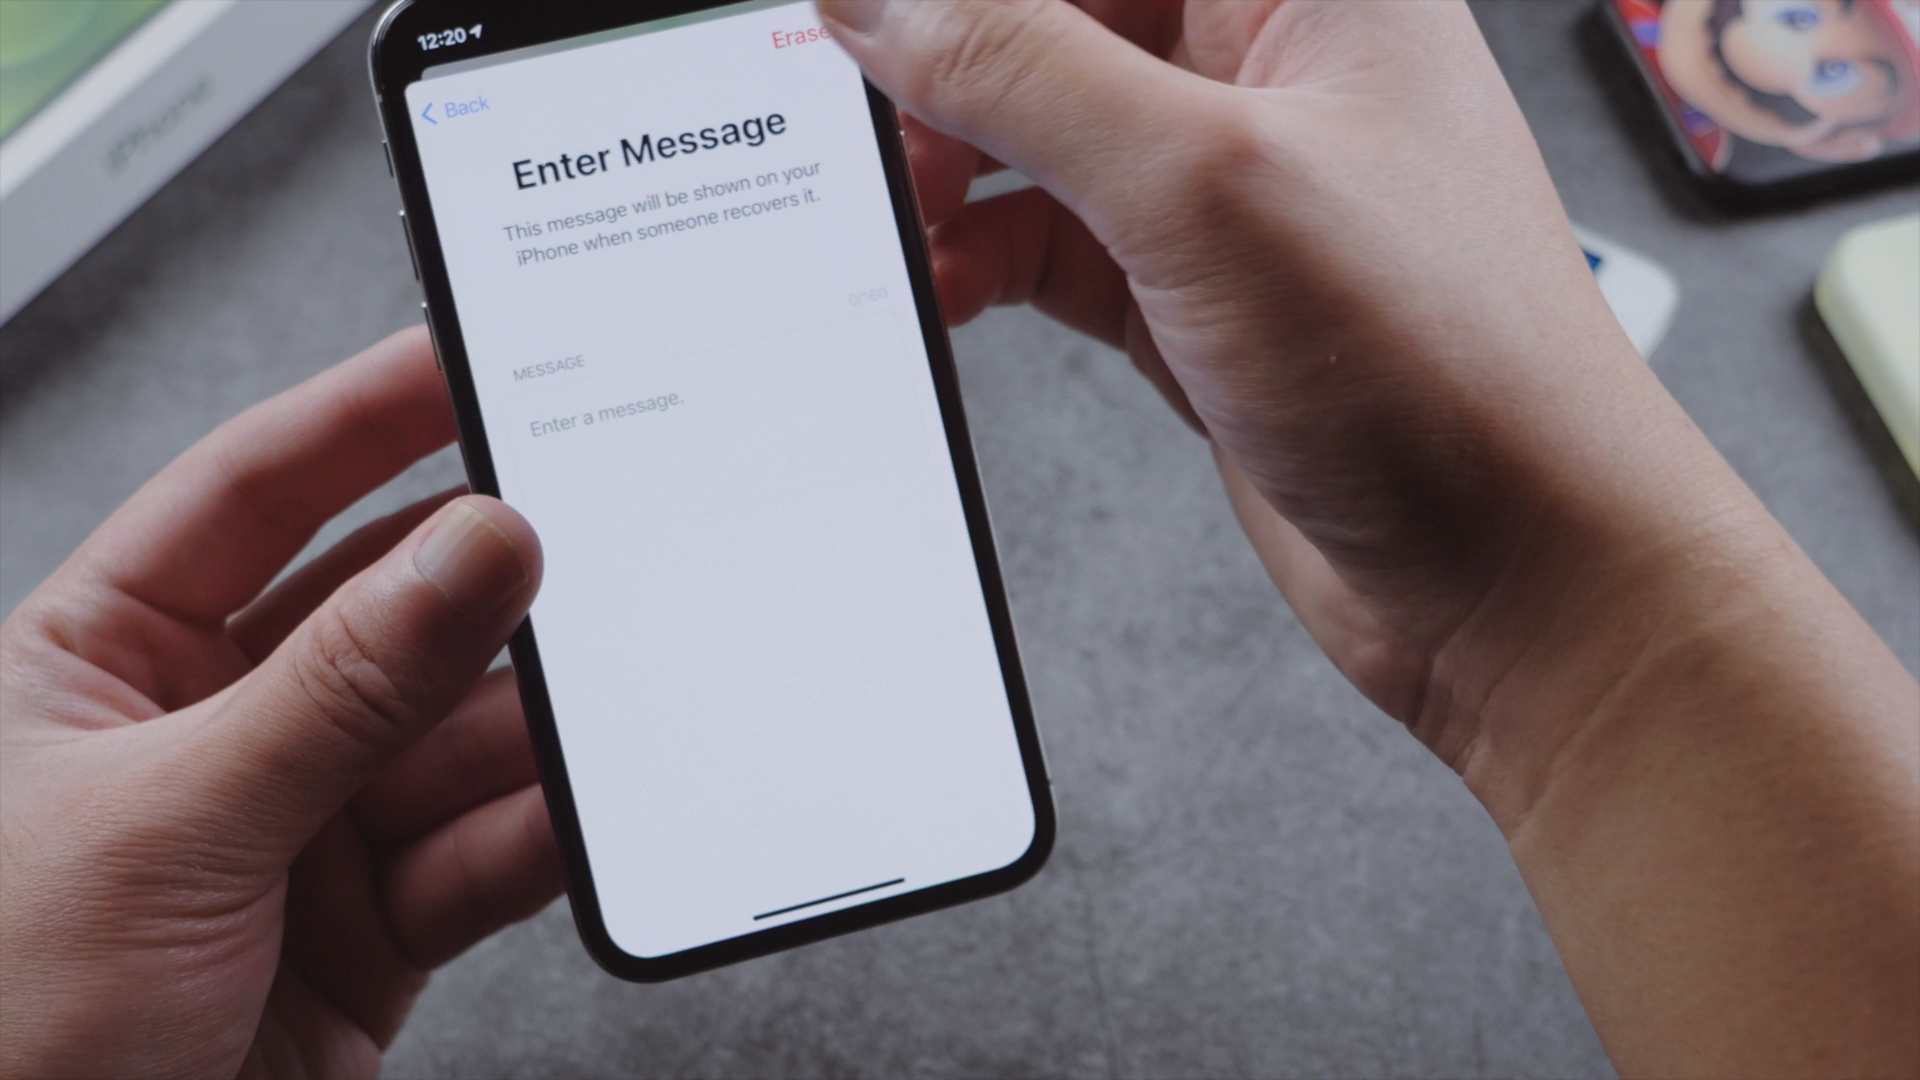 iPhone
12:20
Erase
Back
Enter Message
This message will be shown on your
iPhone when someone recovers it.
0/160
MESSAGE
Enter a message.